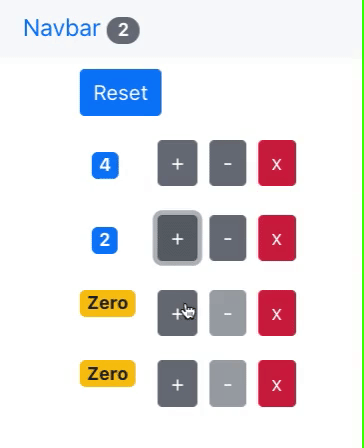 Navbar 2
Reset
4 + - x
2 + - x
Zero + - x
Zero + - x